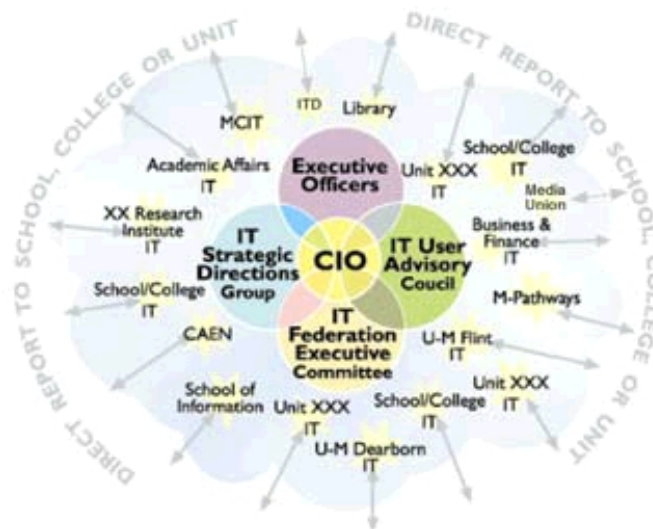 DIRECT REPORT TO SCHOOL, COLLEGE OR UNIT
DIRECT REPORT TO SCHOOL, COLLEGE OR UNIT
ITD
Library
MCIT
Academic Affairs
IT
Executive
Officers
Unit XXX
IT
School/College
IT
Media
Union
XX Research
Institute
IT
IT
Strategic
Directions
Group
CIO
IT User
Advisory
Coucil
Business &
Finance
IT
School/College
IT
M-Pathways
CAEN
IT
Federation
Executive
Committee
U-M Flint
IT
School of
Information
Unit XXX
IT
School/College
IT
Unit XXX
IT
U-M Dearborn
IT